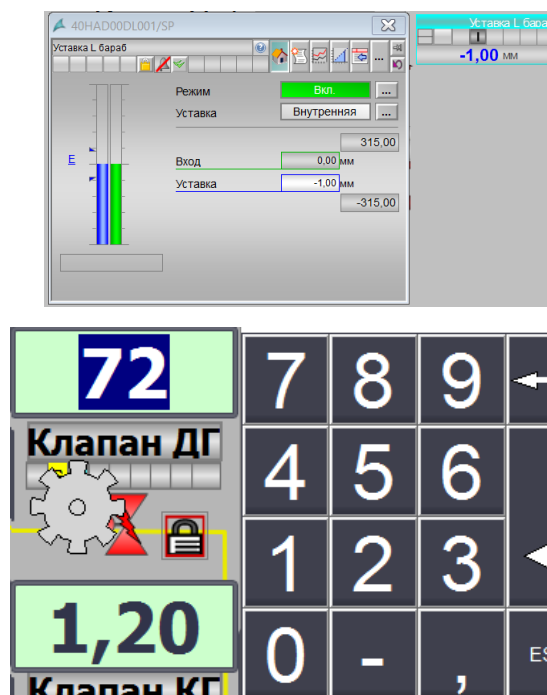 40HAD00DL001/SP
Уставка L бараб
Режим
Вкл.
...
Уставка
Внутренняя
...
315,00
Вход
0,00 мм
Уставка
-1,00 мм
-315,00
E
Уставка L бараб
-1,00 мм
72
7 8 9
Клапан ДГ
4 5 6
1 2 3
1,20
0 - ,
Клапан КГ